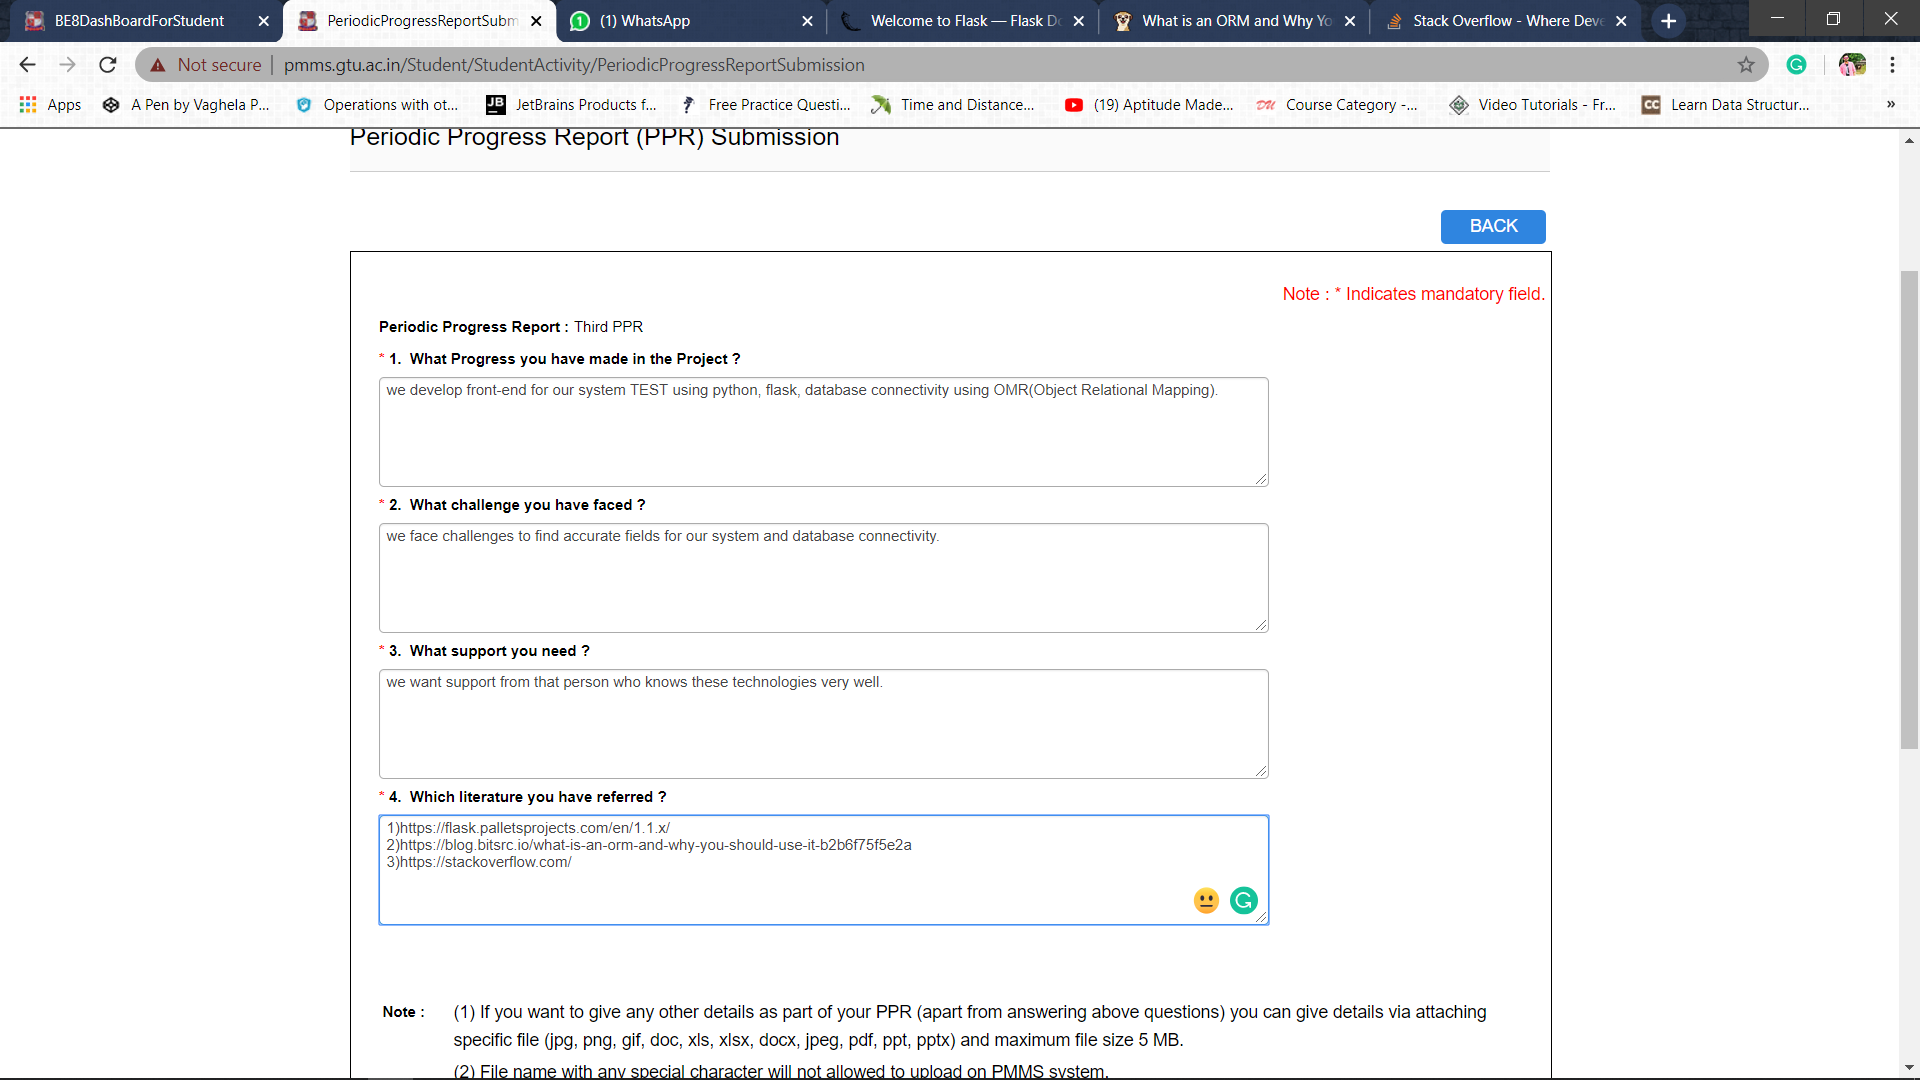 BE8DashBoardForStudent
PeriodicProgressReportSubm
(1) WhatsApp
Welcome to Flask — Flask Do
What is an ORM and Why Yo
Stack Overflow - Where Deve
Not secure
pmms.gtu.ac.in/Student/StudentActivity/PeriodicProgressReportSubmission
Apps
A Pen by Vaghela P...
Operations with ot...
JB
JetBrains Products f...
Free Practice Questi...
Time and Distance...
(19) Aptitude Made...
DU
Course Category -...
Video Tutorials - Fr...
CC
Learn Data Structur...
»
Periodic Progress Report (PPR) Submission
BACK
Note : * Indicates mandatory field.
Periodic Progress Report : Third PPR
* 1. What Progress you have made in the Project ?
we develop front-end for our system TEST using python, flask, database connectivity using OMR(Object Relational Mapping).
* 2. What challenge you have faced ?
we face challenges to find accurate fields for our system and database connectivity.
* 3. What support you need ?
we want support from that person who knows these technologies very well.
* 4. Which literature you have referred ?
1)https://flask.palletsprojects.com/en/1.1.x/
2)https://blog.bitsrc.io/what-is-an-orm-and-why-you-should-use-it-b2b6f75f5e2a
3)https://stackoverflow.com/
Note : (1) If you want to give any other details as part of your PPR (apart from answering above questions) you can give details via attaching
specific file (jpg, png, gif, doc, xls, xlsx, docx, jpeg, pdf, ppt, pptx) and maximum file size 5 MB.
(2) File name with any special character will not allowed to upload on PMMS system.